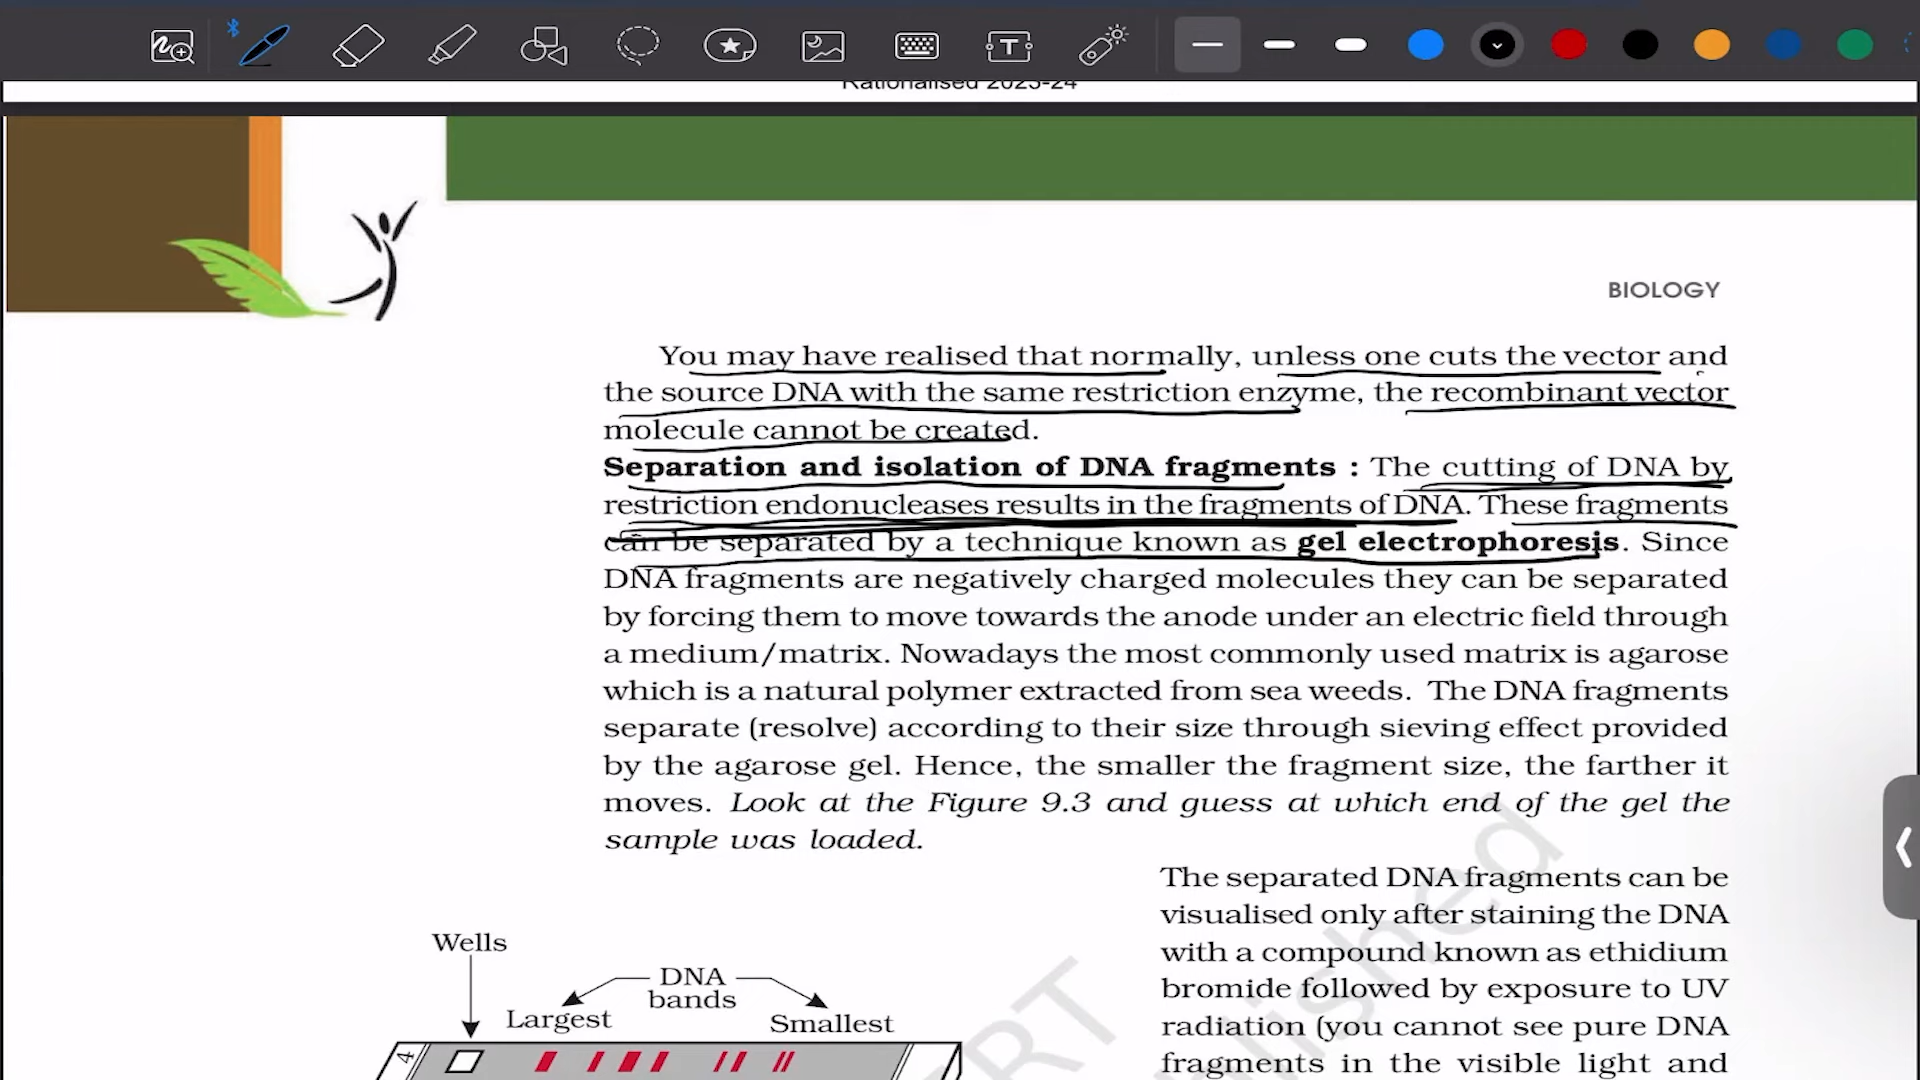 Rationalised 2023-24
BIOLOGY
You may have realised that normally, unless one cuts the vector and
the source DNA with the same restriction enzyme, the recombinant vector
molecule cannot be created.
Separation and isolation of DNA fragments : The cutting of DNA by
restriction endonucleases results in the fragments of DNA. These fragments
can be separated by a technique known as gel electrophoresis. Since
DNA fragments are negatively charged molecules they can be separated
by forcing them to move towards the anode under an electric field through
a medium/matrix. Nowadays the most commonly used matrix is agarose
which is a natural polymer extracted from sea weeds. The DNA fragments
separate (resolve) according to their size through sieving effect provided
by the agarose gel. Hence, the smaller the fragment size, the farther it
moves. Look at the Figure 9.3 and guess at which end of the gel the
sample was loaded.
The separated DNA fragments can be
visualised only after staining the DNA
with a compound known as ethidium
bromide followed by exposure to UV
radiation (you cannot see pure DNA
fragments in the visible light and
Wells
DNA
bands
Largest
Smallest
4